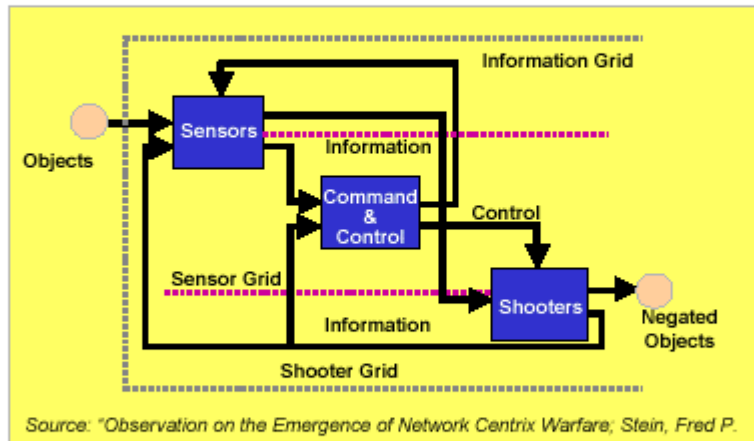 Information Grid
Sensors
Information
Objects
Command
&
Control
Control
Sensor Grid
Shooters
Information
Negated
Objects
Shooter Grid
Source: "Observation on the Emergence of Network Centrix Warfare; Stein, Fred P.